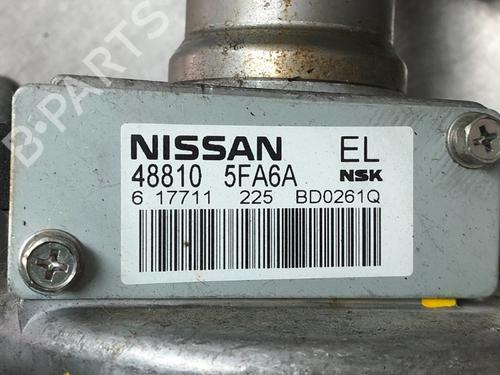 B-PARTS
NISSAN EL
48810 5FA6A NSK
6 17711 225 BD0261Q